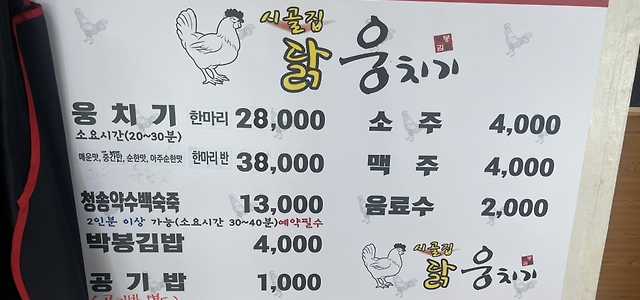 시골집
닭 웅치기
웅치기 한마리 28,000
소요시간(20~30분)
매운맛, 중간맛, 순한맛, 아주순한맛 한마리 반 38,000
청송약수백숙죽 13,000
2인분 이상 가능(소요시간 30~40분)예약필수
박봉김밥 4,000
공기밥 1,000
소주 4,000
맥주 4,000
음료수 2,000
시골집
닭 웅치기